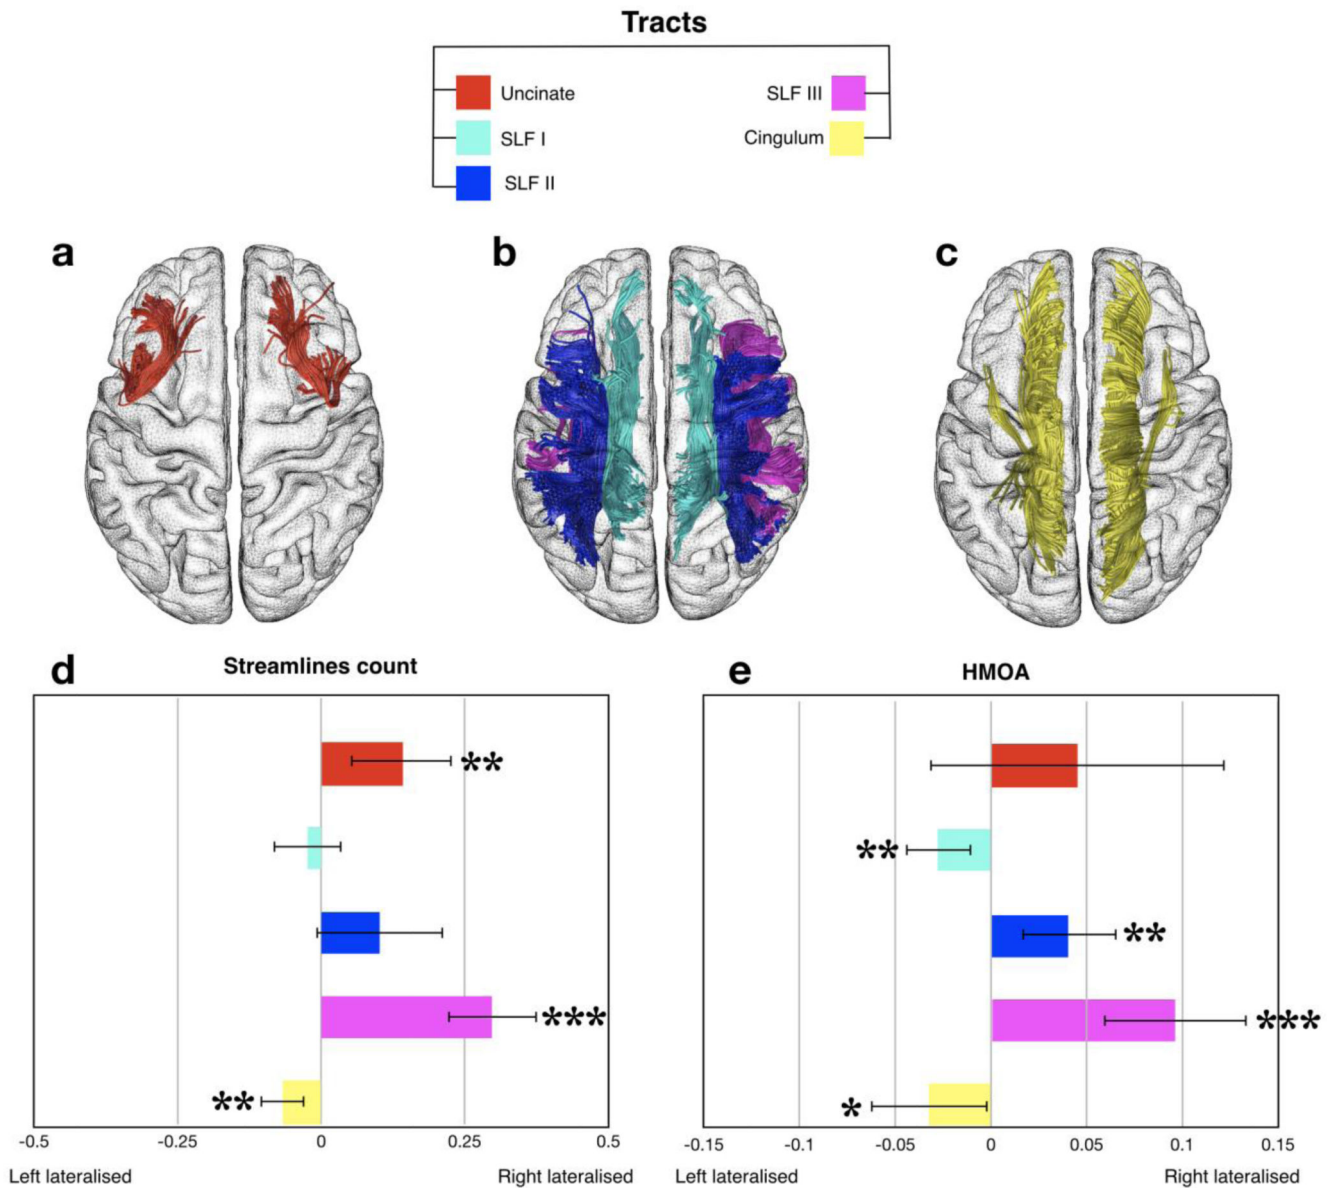 Tracts
Uncinate
SLF III
SLF I
Cingulum
SLF II
a
b
c
d
Streamlines count
e
HMOA
**
**
**
***
***
**
*
-0.5
-0.25
0
0.25
0.5
-0.15
-0.1
-0.05
0
0.05
0.1
0.15
Left lateralised
Right lateralised
Left lateralised
Right lateralised